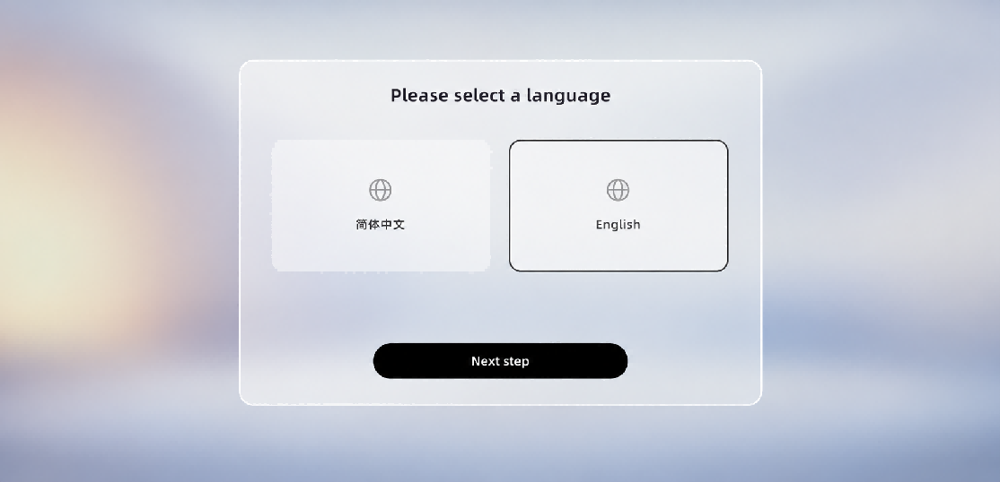 Please select a language
简体中文
English
Next step